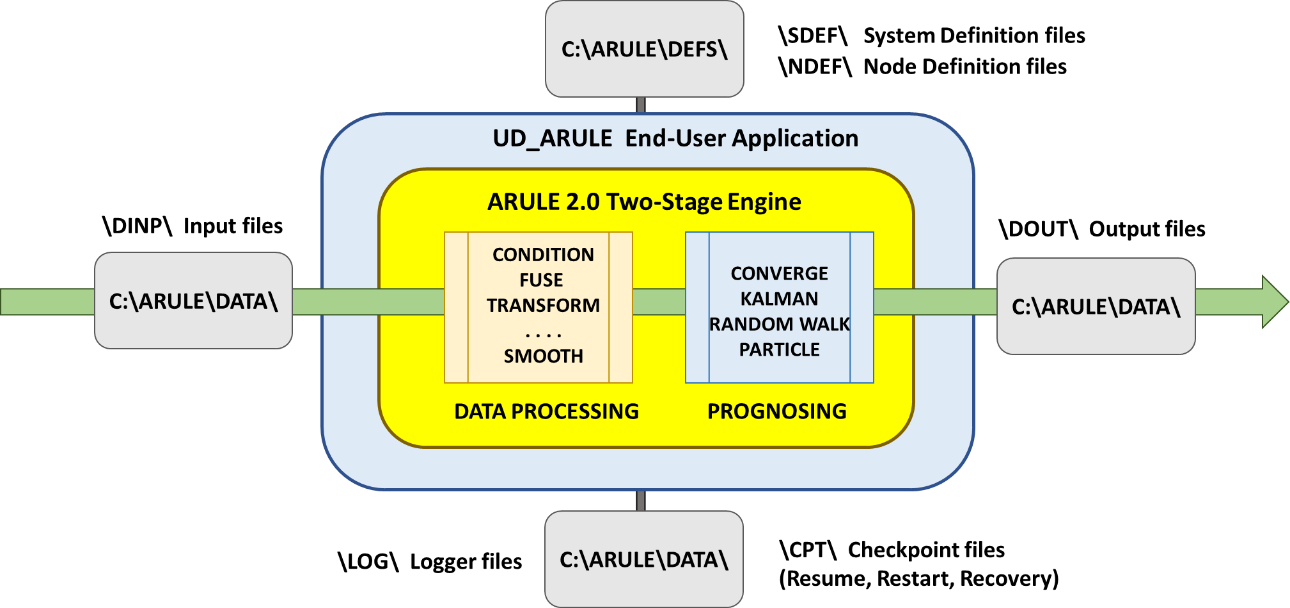 C:\ARULE\DEFS\
\SDEF\ System Definition files
\NDEF\ Node Definition files
UD_ARULE End-User Application
ARULE 2.0 Two-Stage Engine
\DINP\ Input files
C:\ARULE\DATA\
CONDITION
FUSE
TRANSFORM
. . . .
SMOOTH
DATA PROCESSING
CONVERGE
KALMAN
RANDOM WALK
PARTICLE
PROGNOSING
\DOUT\ Output files
C:\ARULE\DATA\
\LOG\ Logger files
C:\ARULE\DATA\
\CPT\ Checkpoint files
(Resume, Restart, Recovery)